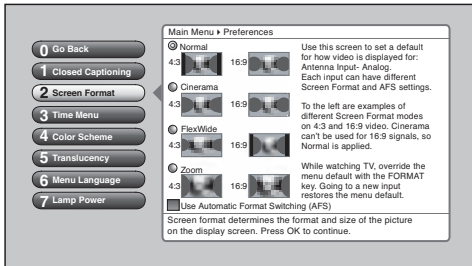 Main Menu ▸ Preferences
0 Go Back
1 Closed Captioning
2 Screen Format
3 Time Menu
4 Color Scheme
5 Translucency
6 Menu Language
7 Lamp Power
Normal
4:3
16:9
Cinerama
4:3
16:9
FlexWide
4:3
16:9
Zoom
4:3
16:9
Use Automatic Format Switching (AFS)
Use this screen to set a default
for how video is displayed for:
Antenna Input- Analog.
Each input can have different
Screen Format and AFS settings.
To the left are examples of
different Screen Format modes
on 4:3 and 16:9 video. Cinerama
can't be used for 16:9 signals, so
Normal is applied.
While watching TV, override the
menu default with the FORMAT
key. Going to a new input
restores the menu default.
Screen format determines the format and size of the picture
on the display screen. Press OK to continue.